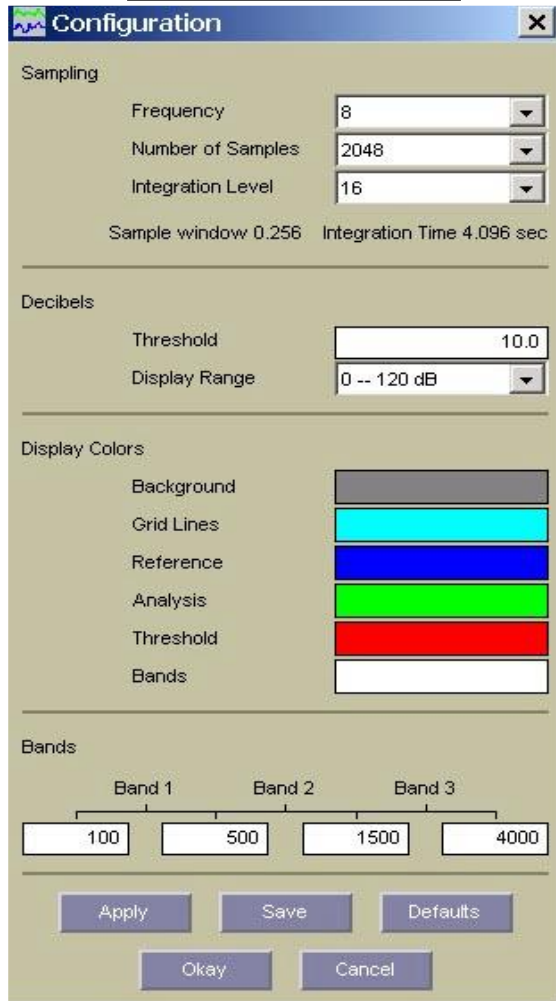 Configuration
Sampling
Frequency 8
Number of Samples 2048
Integration Level 16
Sample window 0.256 Integration Time 4.096 sec
Decibels
Threshold 10.0
Display Range 0 -- 120 dB
Display Colors
Background
Grid Lines
Reference
Analysis
Threshold
Bands
Bands
Band 1 Band 2 Band 3
100 500 1500 4000
Apply Save Defaults
Okay Cancel